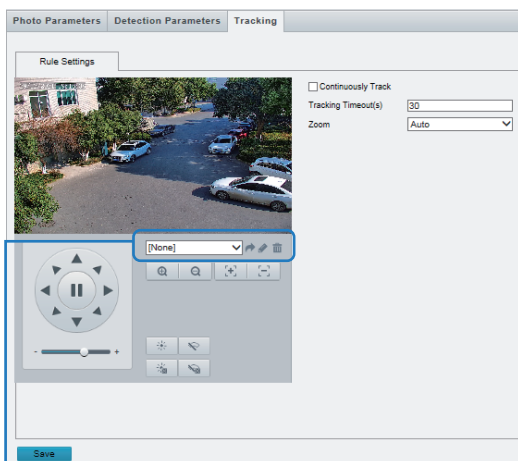 Photo Parameters Detection Parameters Tracking
Rule Settings
Continuously Track
Tracking Timeout(s) 30
Zoom Auto
[None]
- +
Save